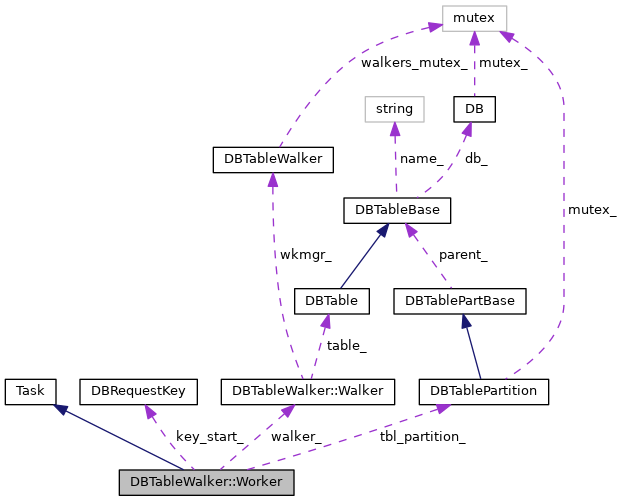 mutex
walkers_mutex_
mutex_
string
DB
DBTableWalker
name_
db_
DBTableBase
mutex_
wkmgr_
parent_
DBTable
DBTablePartBase
table_
Task
DBRequestKey
DBTableWalker::Walker
DBTablePartition
key_start_
walker_
tbl_partition_
DBTableWalker::Worker